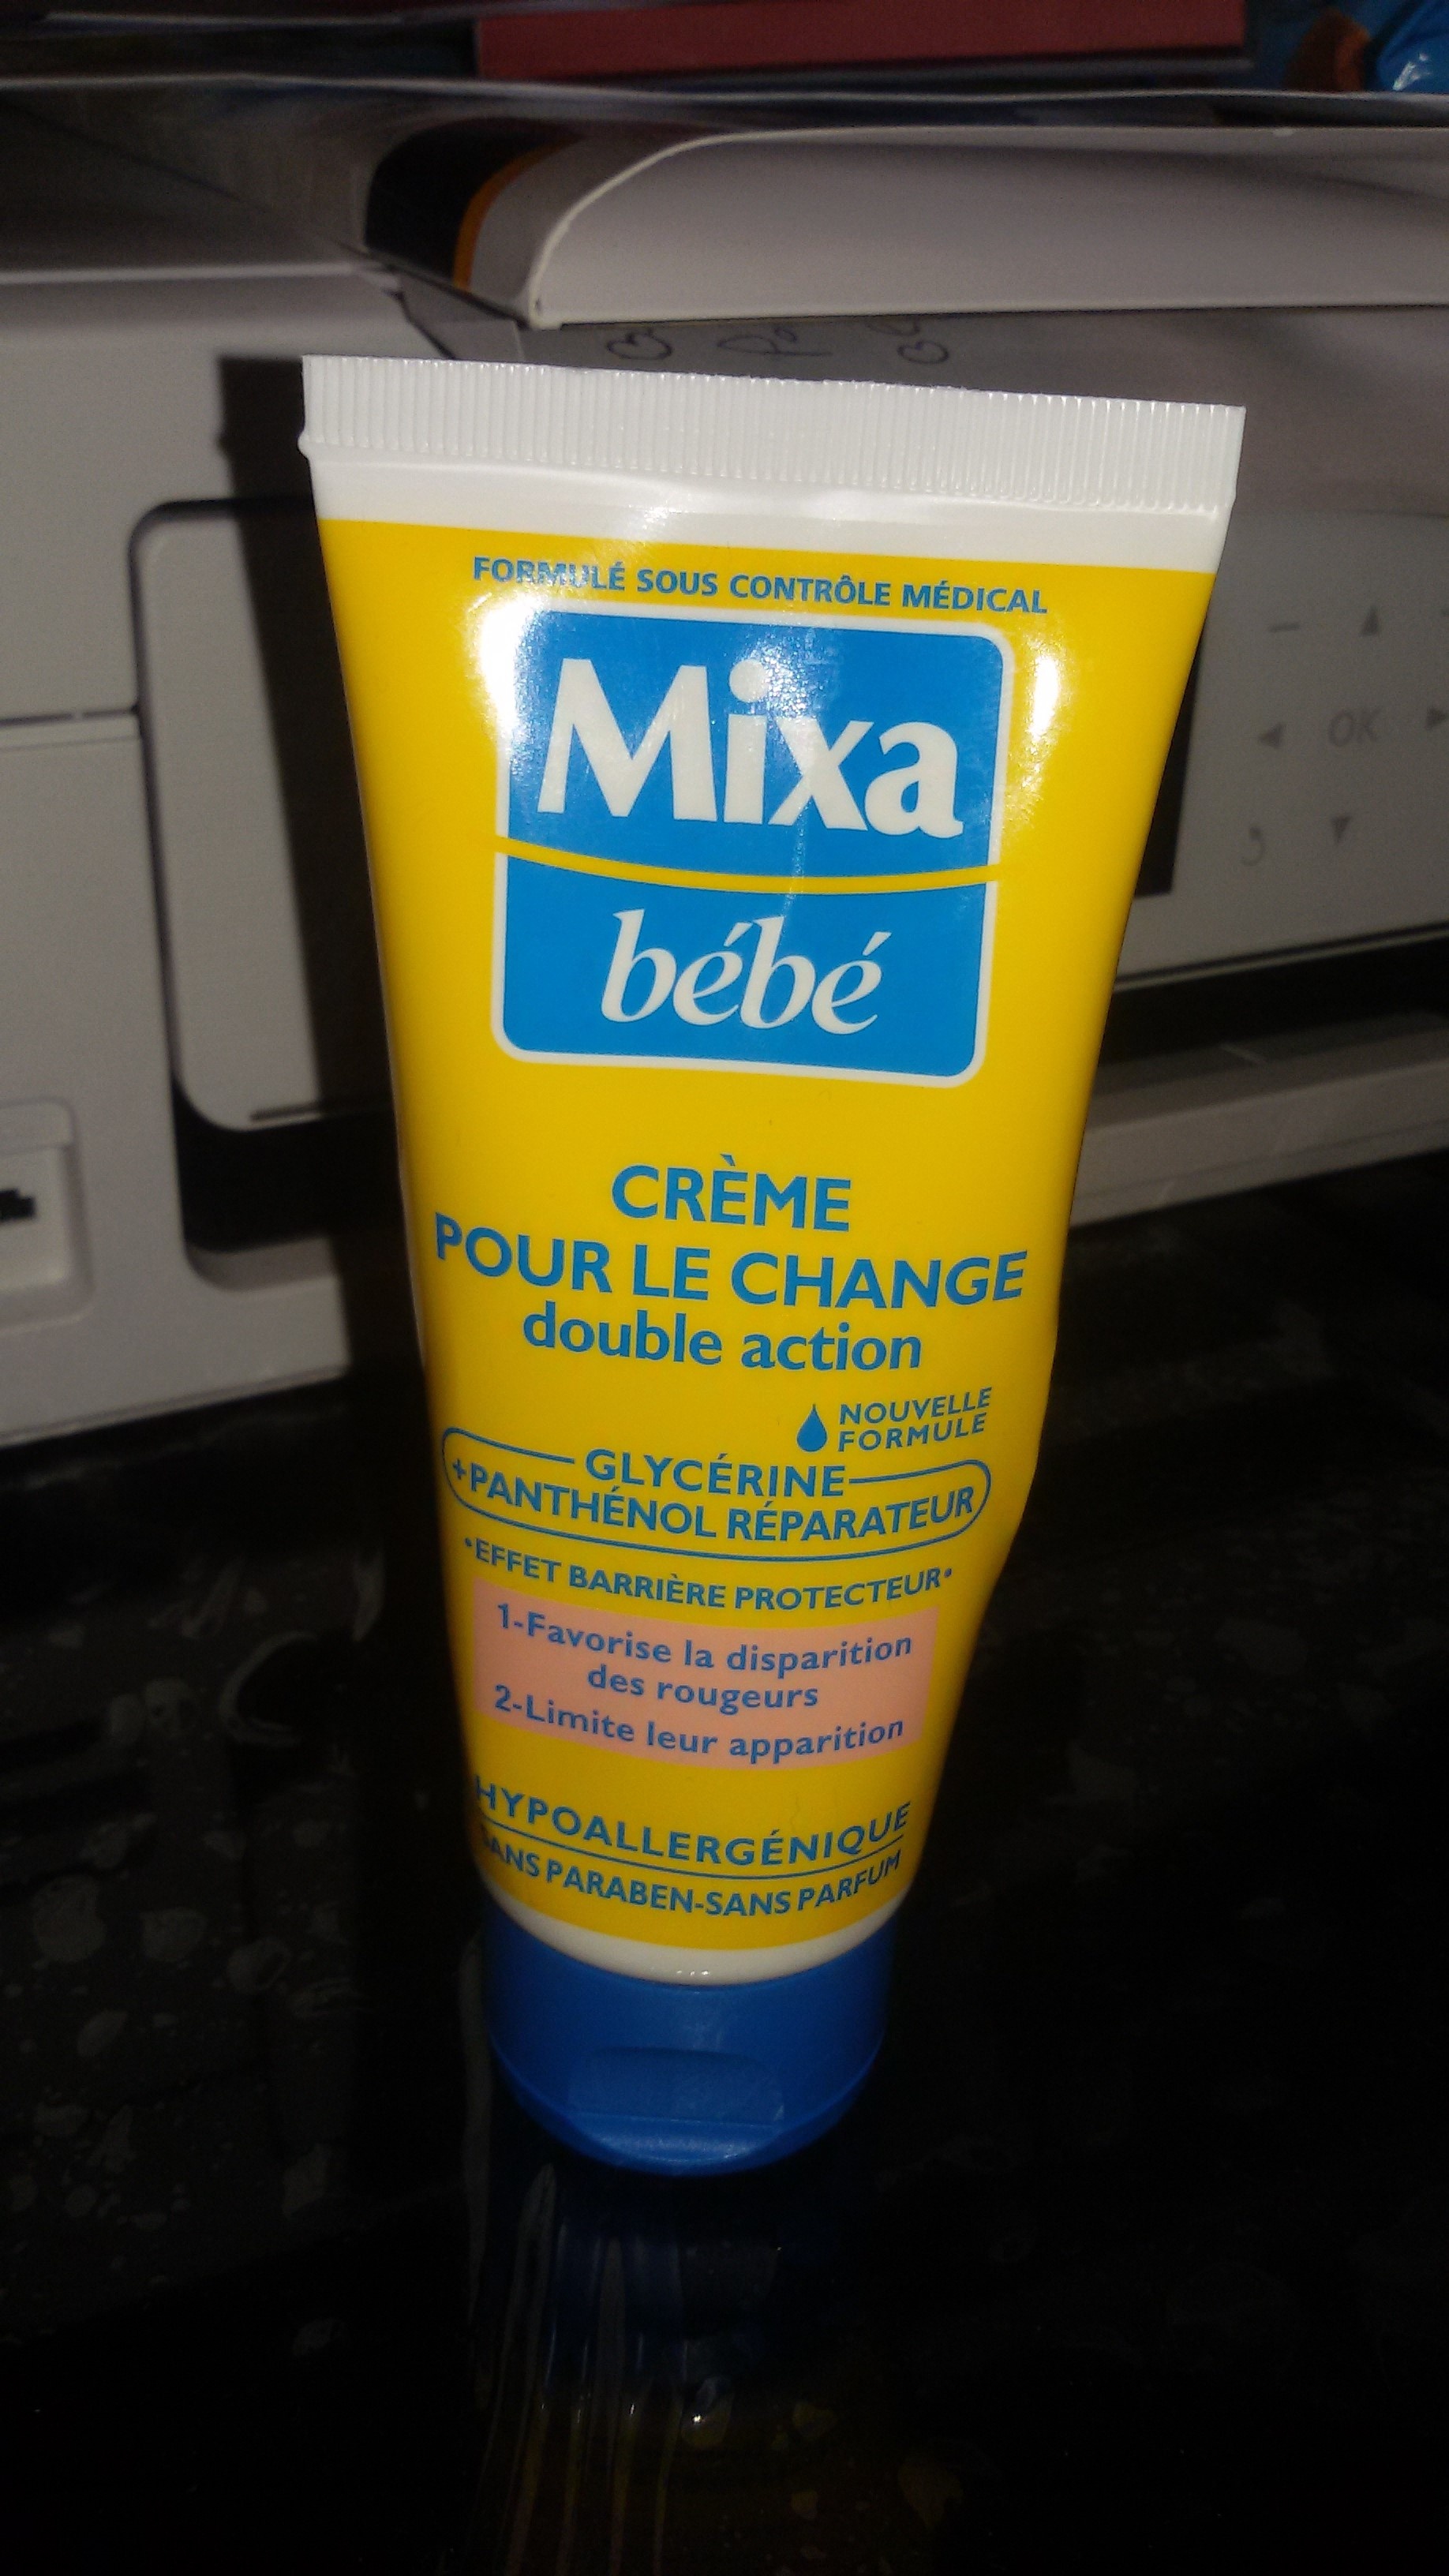 FORMULÉ SOUS CONTRÔLE MÉDICAL
Mixa
bébé
CRÈME
POUR LE CHANGE
double action
NOUVELLE
FORMULE
GLYCÉRINE
+PANTHÉNOL RÉPARATEUR
•EFFET BARRIÈRE PROTECTEUR•
1-Favorise la disparition
des rougeurs
2-Limite leur apparition
HYPOALLERGÉNIQUE
SANS PARABEN-SANS PARFUM
OK